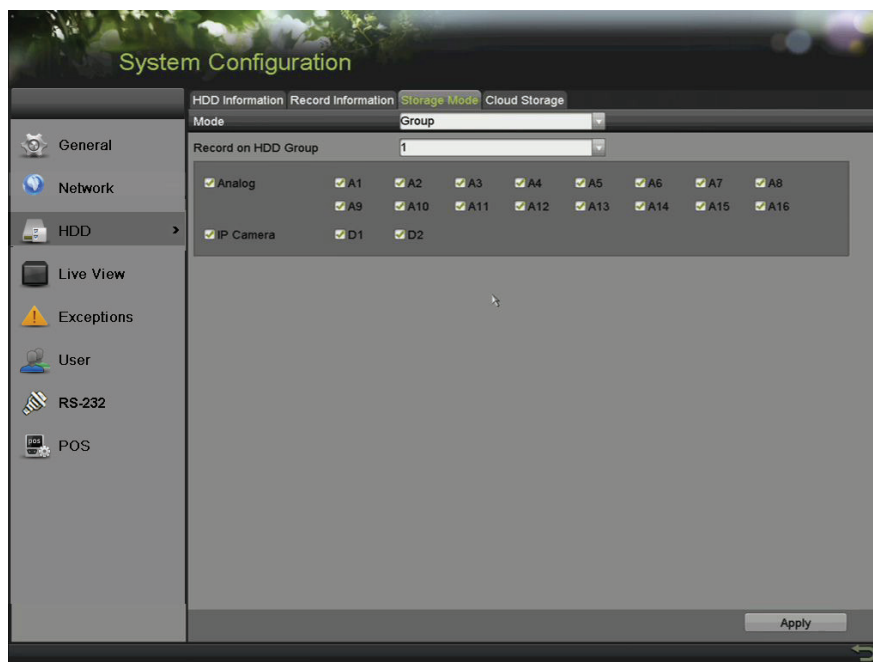 System Configuration
HDD Information Record Information Storage Mode Cloud Storage
Mode Group
Record on HDD Group 1
Analog A1 A2 A3 A4 A5 A6 A7 A8
A9 A10 A11 A12 A13 A14 A15 A16
IP Camera D1 D2
General
Network
HDD >
Live View
Exceptions
User
RS-232
pos POS
Apply